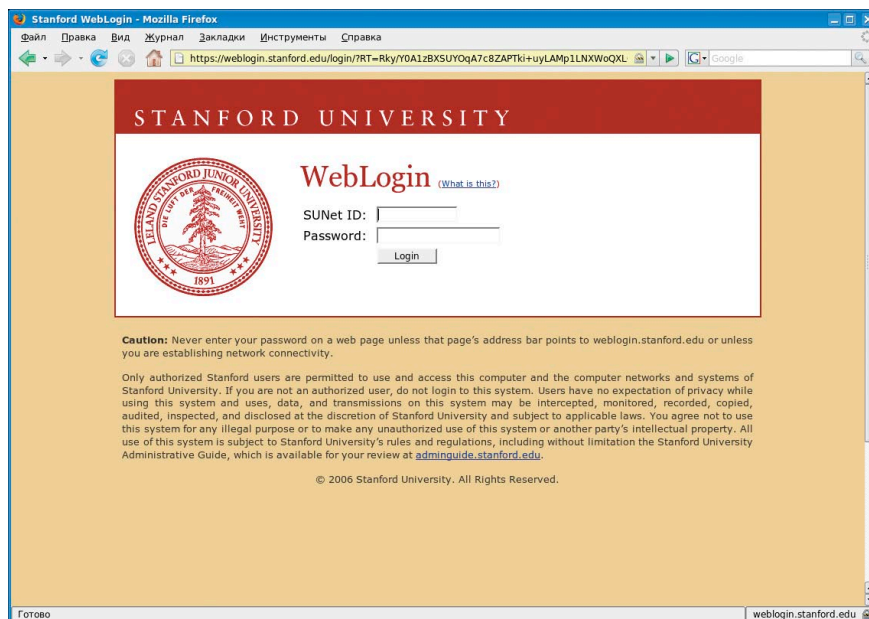 Stanford WebLogin - Mozilla Firefox
Файл Правка Вид Журнал Закладки Инструменты Справка
https://weblogin.stanford.edu/login/?RT=Rky/Y0A1zBXSUYOqA7c8ZAPTki+uyLAMp1LNXWoQXL G Google
STANFORD UNIVERSITY
WebLogin (What is this?)
SUNet ID:
Password:
Login
LELAND STANFORD JUNIOR UNIVERSITY
DIE LUFT DER FREIHEIT WEHT
1891
Caution: Never enter your password on a web page unless that page's address bar points to weblogin.stanford.edu or unless
you are establishing network connectivity.
Only authorized Stanford users are permitted to use and access this computer and the computer networks and systems of
Stanford University. If you are not an authorized user, do not login to this system. Users have no expectation of privacy while
using this system and uses, data, and transmissions on this system may be intercepted, monitored, recorded, copied,
audited, inspected, and disclosed at the discretion of Stanford University and subject to applicable laws. You agree not to use
this system for any illegal purpose or to make any unauthorized use of this system or another party's intellectual property. All
use of this system is subject to Stanford University's rules and regulations, including without limitation the Stanford University
Administrative Guide, which is available for your review at adminguide.stanford.edu.
© 2006 Stanford University. All Rights Reserved.
Готово weblogin.stanford.edu